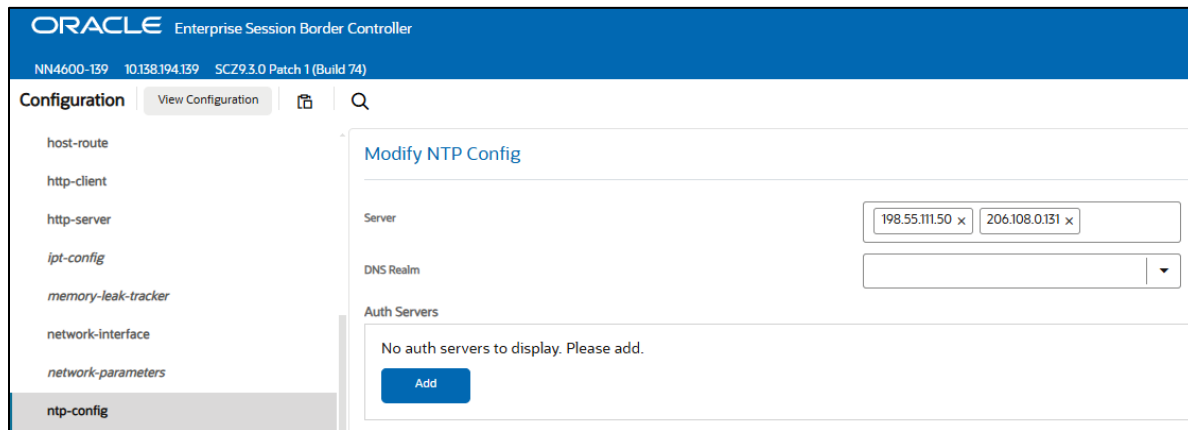 ORACLE Enterprise Session Border Controller
NN4600-139 10.138.194.139 SCZ9.3.0 Patch 1 (Build 74)
Configuration View Configuration
host-route
http-client
http-server
ipt-config
memory-leak-tracker
network-interface
network-parameters
ntp-config
Modify NTP Config
Server 198.55.111.50 × 206.108.0.131 ×
DNS Realm
Auth Servers
No auth servers to display. Please add.
Add